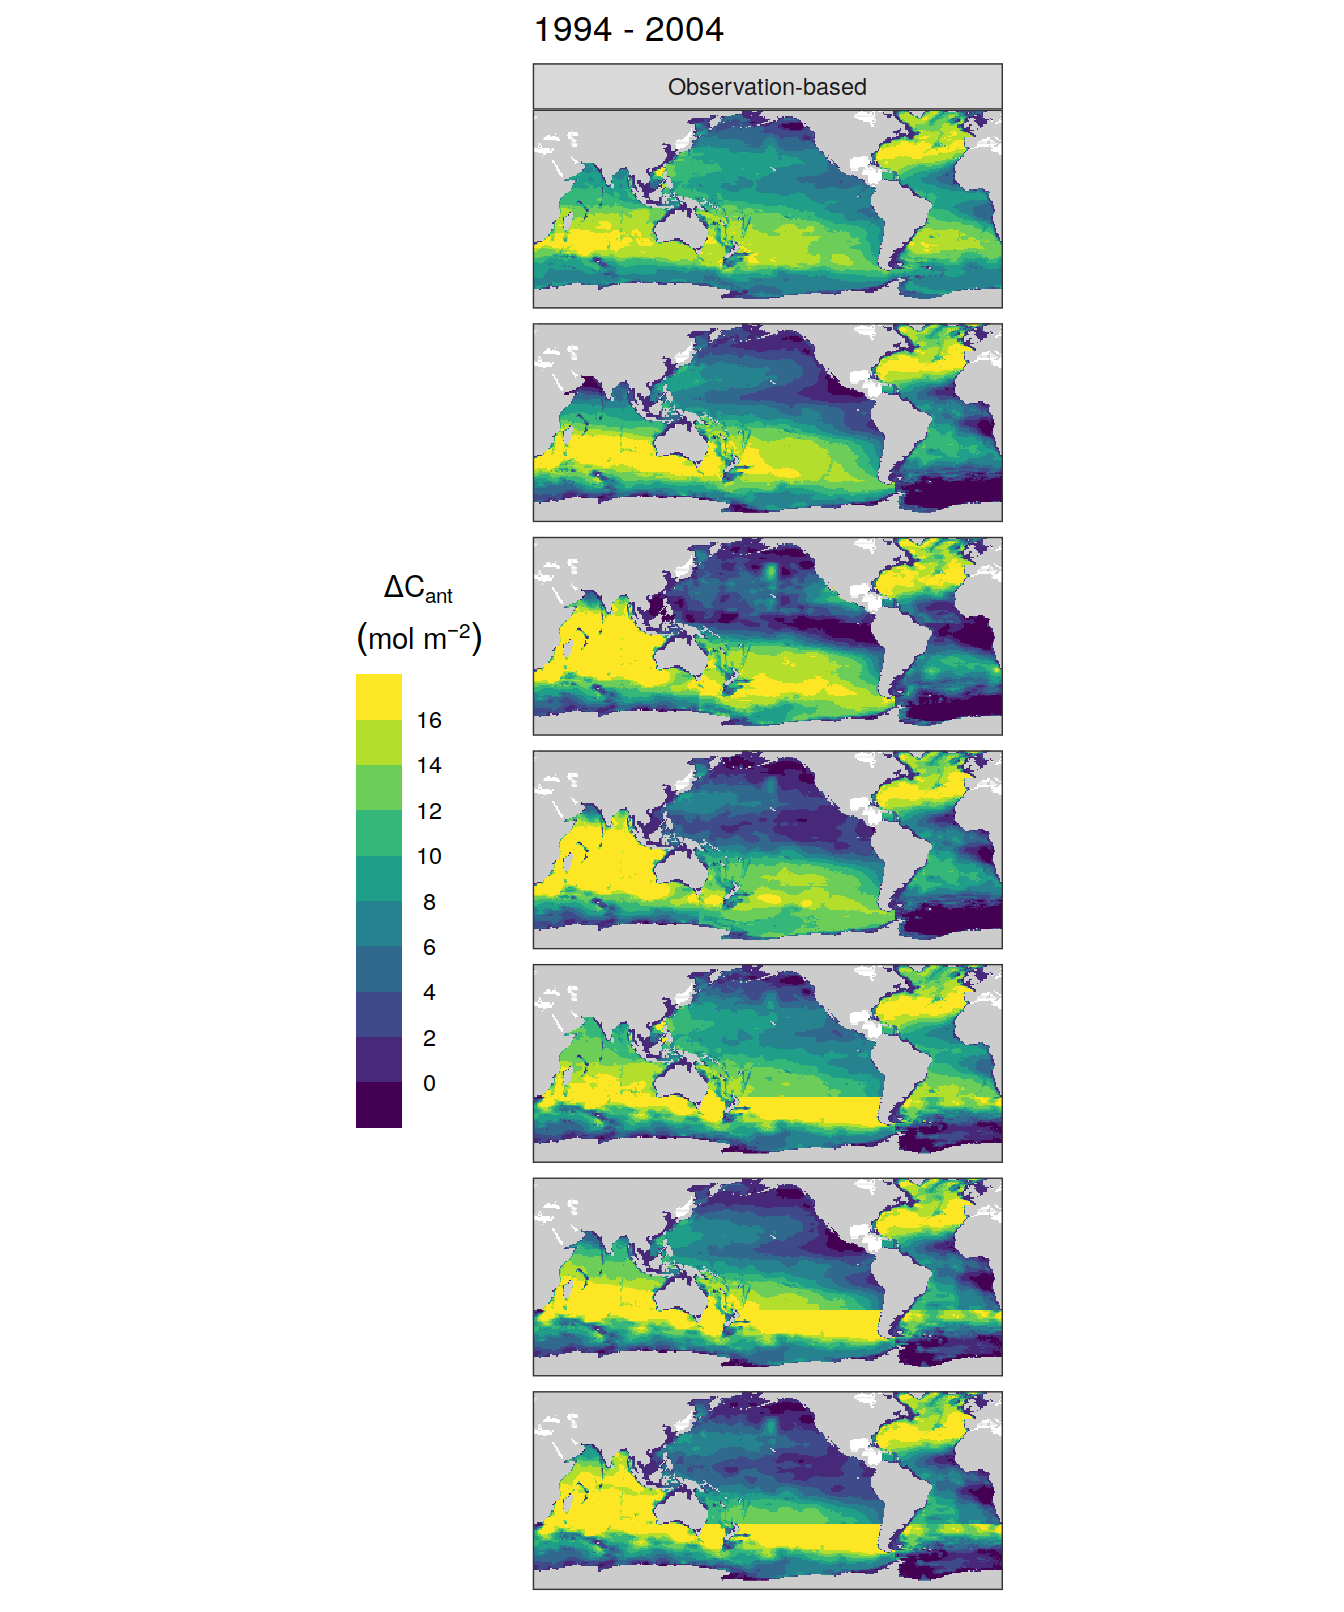 1994 - 2004
Observation-based
ΔCant
(mol m−2)
16
14
12
10
8
6
4
2
0